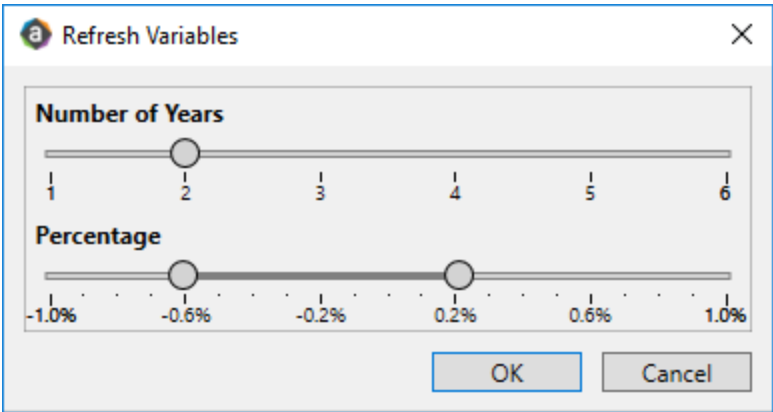 Refresh Variables
Number of Years
1 2 3 4 5 6
Percentage
-1.0% -0.6% -0.2% 0.2% 0.6% 1.0%
OK Cancel